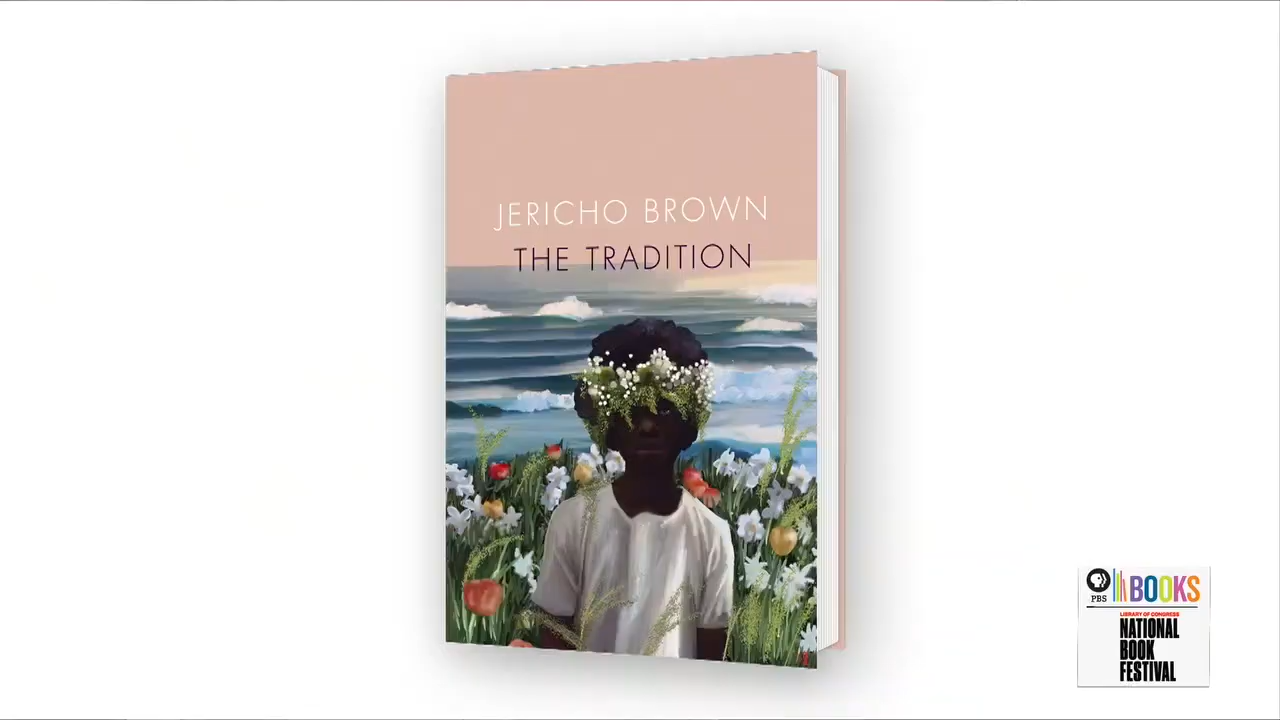 JERICHO BROWN
THE TRADITION
PBS BOOKS
LIBRARY OF CONGRESS
NATIONAL
BOOK
FESTIVAL